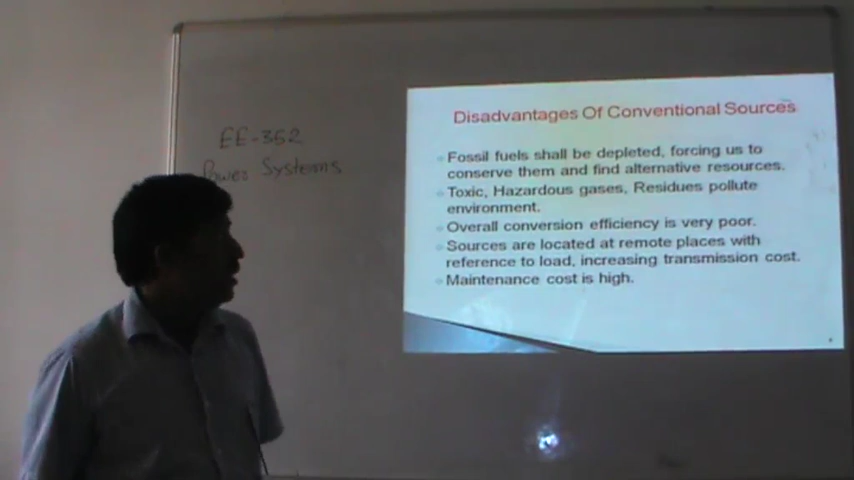 EE-352
Power Systems
Disadvantages Of Conventional Sources
Fossil fuels shall be depleted, forcing us to
conserve them and find alternative resources.
Toxic, Hazardous gases, Residues pollute
environment.
Overall conversion efficiency is very poor.
Sources are located at remote places with
reference to load, increasing transmission cost.
Maintenance cost is high.